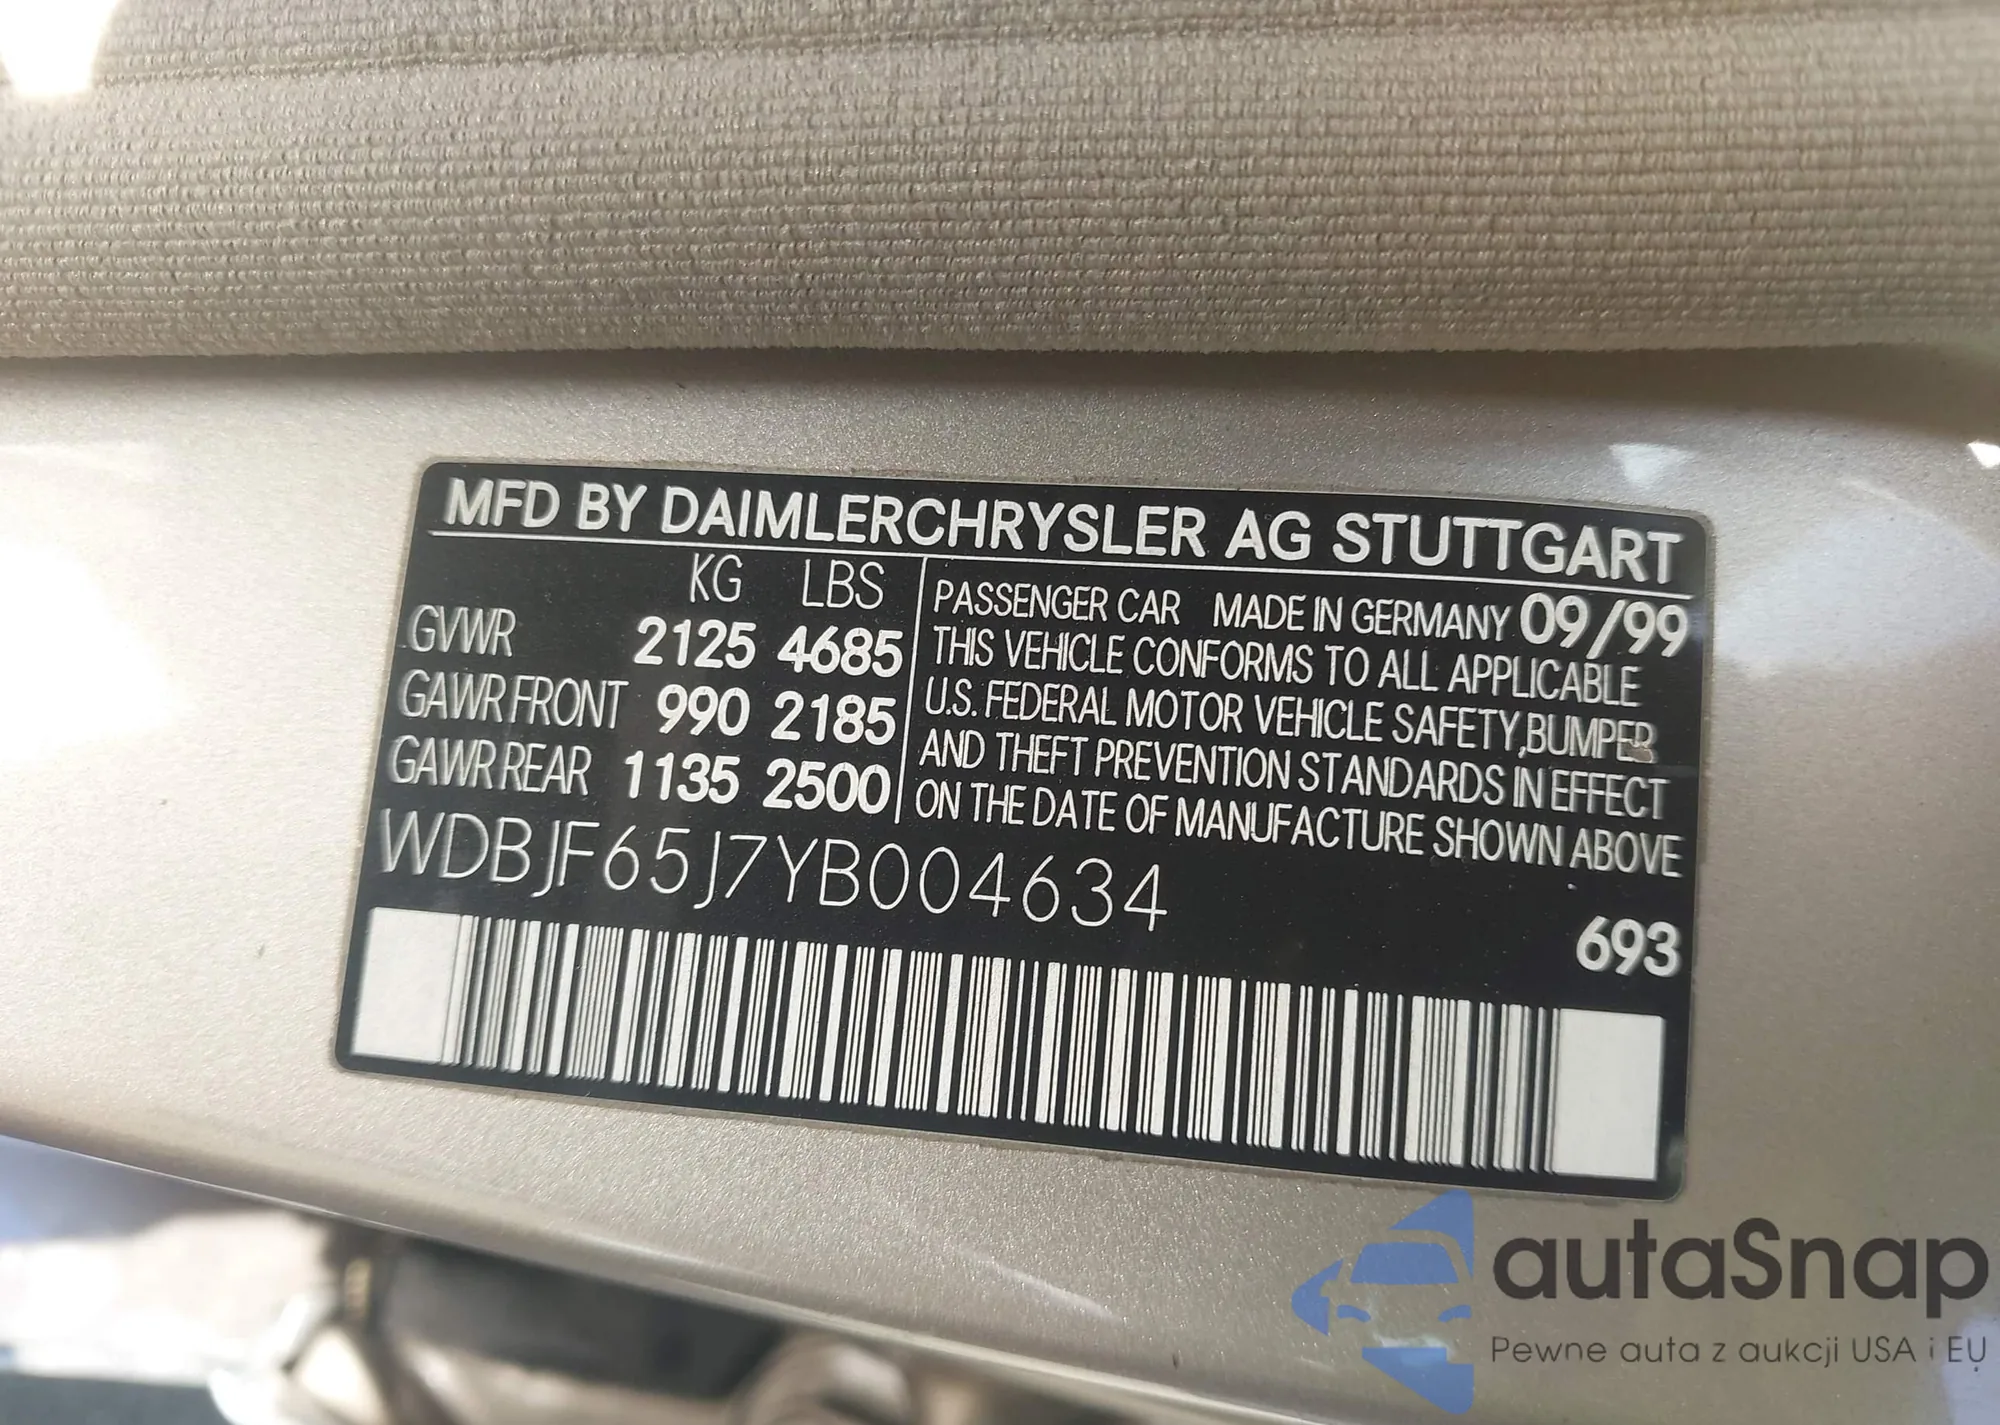 MFD BY DAIMLERCHRYSLER AG STUTTGART
KG LBS
GVWR 2125 4685
GAWR FRONT 990 2185
GAWR REAR 1135 2500
PASSENGER CAR MADE IN GERMANY 09/99
THIS VEHICLE CONFORMS TO ALL APPLICABLE
U.S. FEDERAL MOTOR VEHICLE SAFETY,BUMPER
AND THEFT PREVENTION STANDARDS IN EFFECT
ON THE DATE OF MANUFACTURE SHOWN ABOVE
WDBJF65J7YB004634
693
autaSnap
Pewne auta z aukcji USA i EU